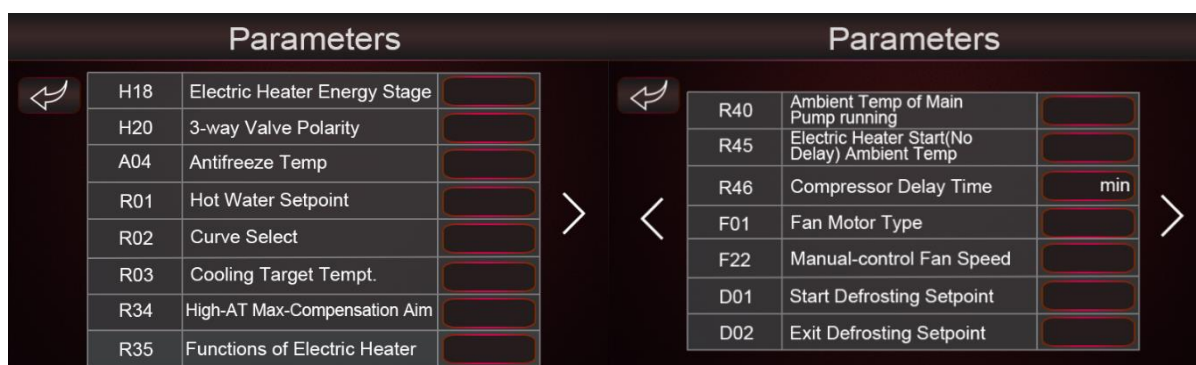 Parameters
H18 Electric Heater Energy Stage
H20 3-way Valve Polarity
A04 Antifreeze Temp
R01 Hot Water Setpoint
R02 Curve Select
R03 Cooling Target Tempt.
R34 High-AT Max-Compensation Aim
R35 Functions of Electric Heater
Parameters
R40 Ambient Temp of Main
Pump running
R45 Electric Heater Start(No
Delay) Ambient Temp
R46 Compressor Delay Time min
F01 Fan Motor Type
F22 Manual-control Fan Speed
D01 Start Defrosting Setpoint
D02 Exit Defrosting Setpoint